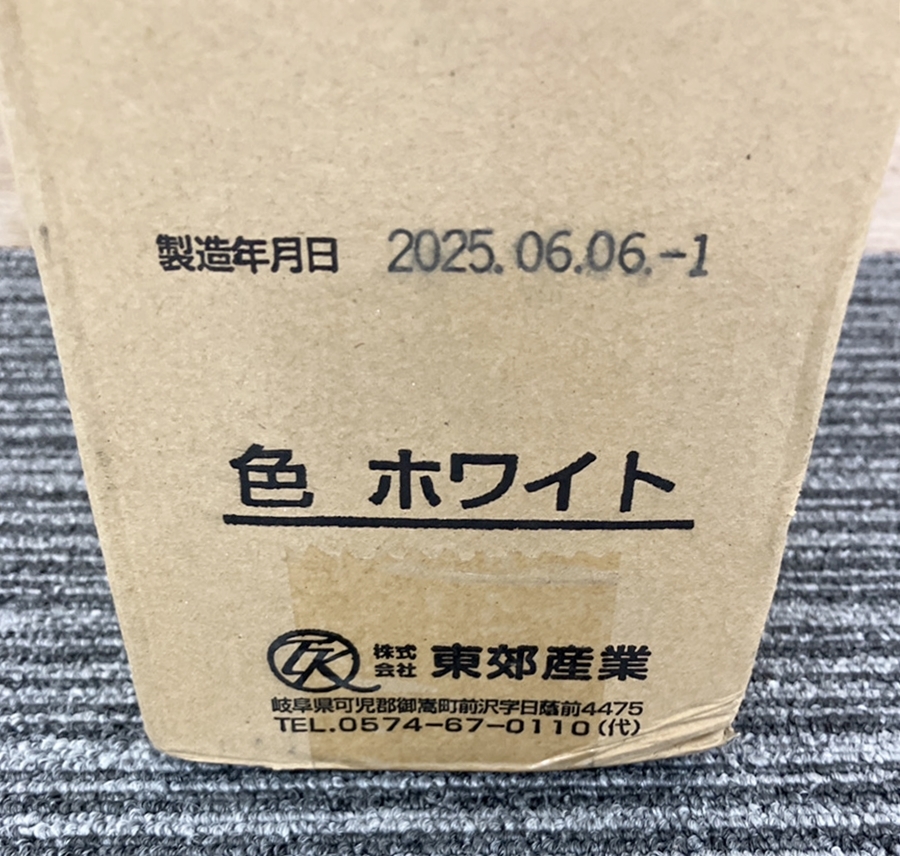 製造年月日 2025.06.06.-1
色 ホワイト
TK 株式会社 東郊産業
岐阜県可児郡御嵩町前沢字日蔭前4475
TEL.0574-67-0110(代)